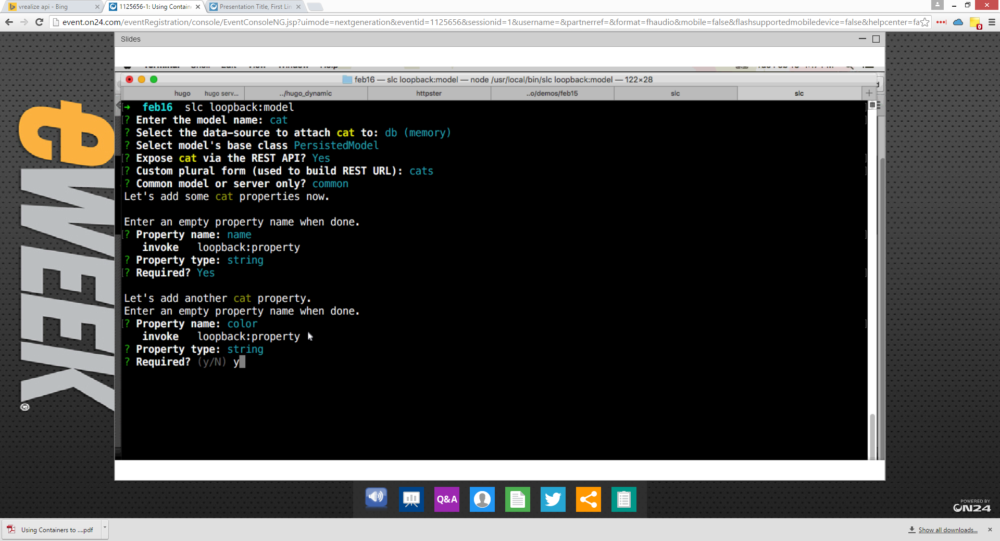 vrealize api - Bing
1125656-1: Using Contain
Presentation Title, First Lin
event.on24.com/eventRegistration/console/EventConsoleNG.jsp?uimode=nextgeneration&eventid=1125656&sessionid=1&username=&partnerref=&format=fhaudio&mobile=false&flashsupportedmobiledevice=false&helpcenter=fa
0
Slides
Terminal Shell Edit View Window Help
feb16 — slc loopback:model — node /usr/local/bin/slc loopback:model — 122×28
hugo hugo serv... ../hugo_dynamic httpster ..o/demos/feb15 slc slc
→ feb16 slc loopback:model
? Enter the model name: cat
? Select the data-source to attach cat to: db (memory)
? Select model's base class PersistedModel
? Expose cat via the REST API? Yes
? Custom plural form (used to build REST URL): cats
? Common model or server only? common
Let's add some cat properties now.
Enter an empty property name when done.
? Property name: name
invoke loopback:property
? Property type: string
? Required? Yes
Let's add another cat property.
Enter an empty property name when done.
? Property name: color
invoke loopback:property
? Property type: string
? Required? (y/N) y
eWEEK
Q&A
POWERED BY
ON24
Using Containers to ....pdf
Show all downloads...